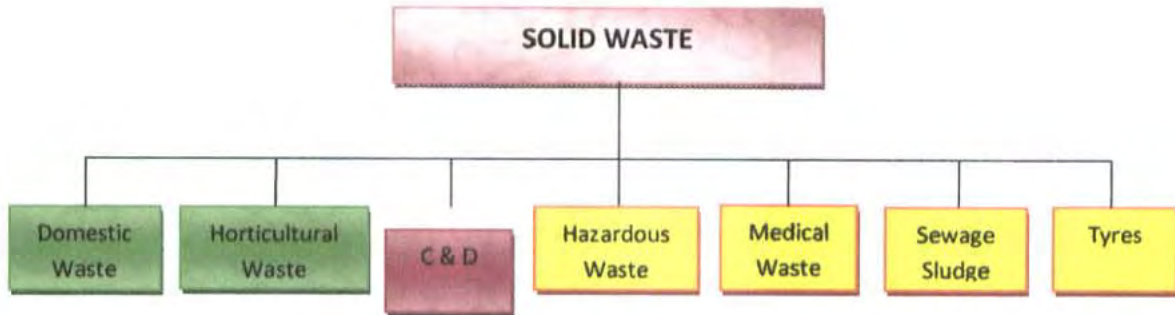 SOLID WASTE
Domestic
Waste
Horticultural
Waste
C & D
Hazardous
Waste
Medical
Waste
Sewage
Sludge
Tyres